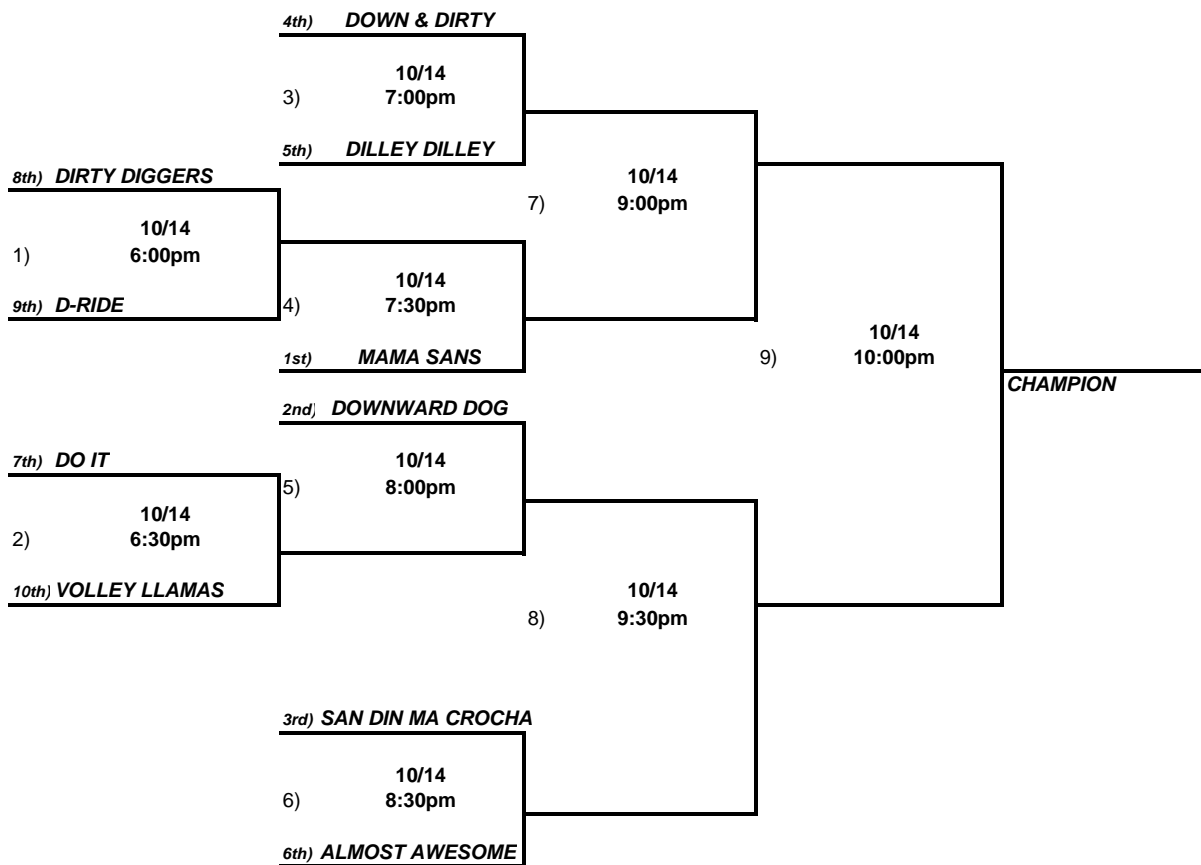 4th) DOWN & DIRTY
10/14
3) 7:00pm
5th) DILLEY DILLEY
8th) DIRTY DIGGERS
10/14
7) 9:00pm
10/14
1) 6:00pm
10/14
9th) D-RIDE
4) 7:30pm
10/14
1st) MAMA SANS
9) 10:00pm
CHAMPION
2nd) DOWNWARD DOG
7th) DO IT
10/14
5) 8:00pm
10/14
2) 6:30pm
10th) VOLLEY LLAMAS
10/14
8) 9:30pm
3rd) SAN DIN MA CROCHA
10/14
6) 8:30pm
6th) ALMOST AWESOME